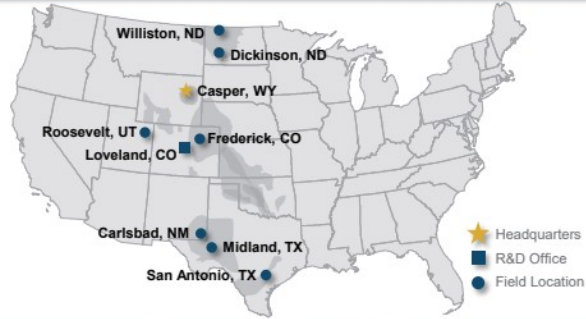 Williston, ND
Dickinson, ND
Casper, WY
Roosevelt, UT
Frederick, CO
Loveland, CO
Carlsbad, NM
Midland, TX
San Antonio, TX
Headquarters
R&D Office
Field Location